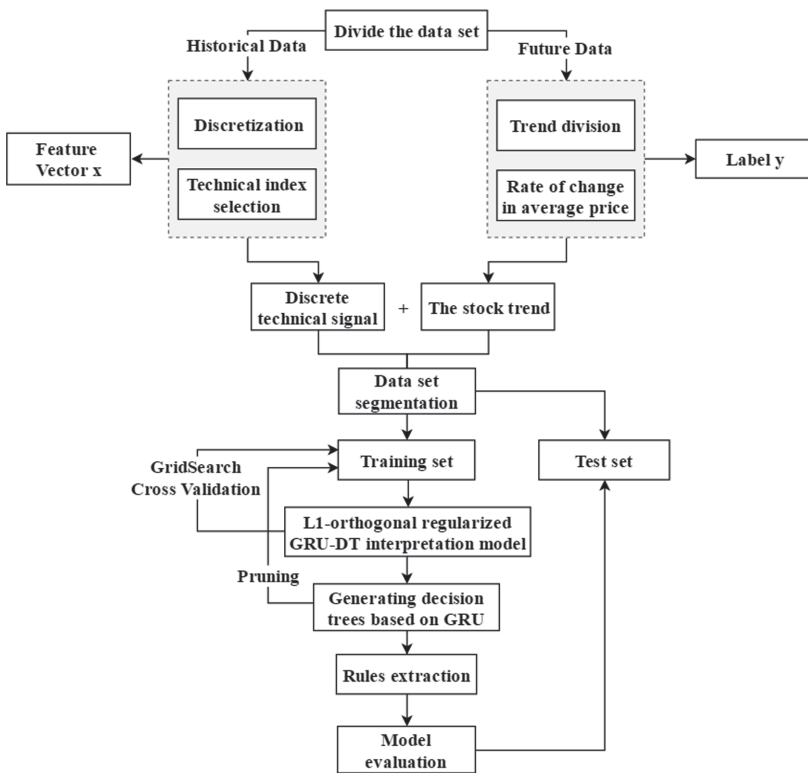 Divide the data set
Historical Data
Future Data
Discretization
Trend division
Feature
Vector x
Label y
Technical index
selection
Rate of change
in average price
Discrete
technical signal
+
The stock trend
Data set
segmentation
GridSearch
Cross Validation
Training set
Test set
L1-orthogonal regularized
GRU-DT interpretation model
Pruning
Generating decision
trees based on GRU
Rules extraction
Model
evaluation